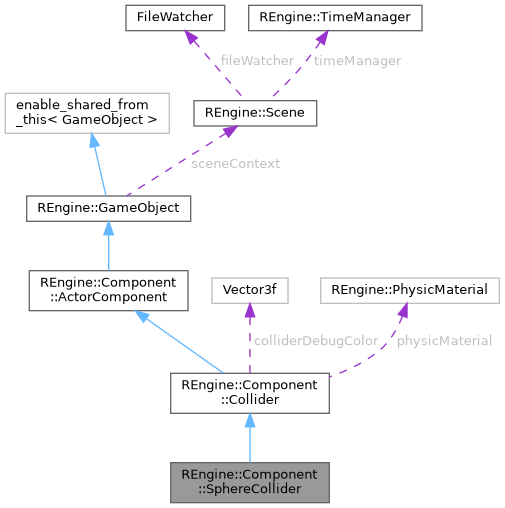 FileWatcher
REngine::TimeManager
fileWatcher
timeManager
enable_shared_from
_this< GameObject >
REngine::Scene
sceneContext
REngine::GameObject
REngine::Component
::ActorComponent
Vector3f
REngine::PhysicMaterial
colliderDebugColor
physicMaterial
REngine::Component
::Collider
REngine::Component
::SphereCollider